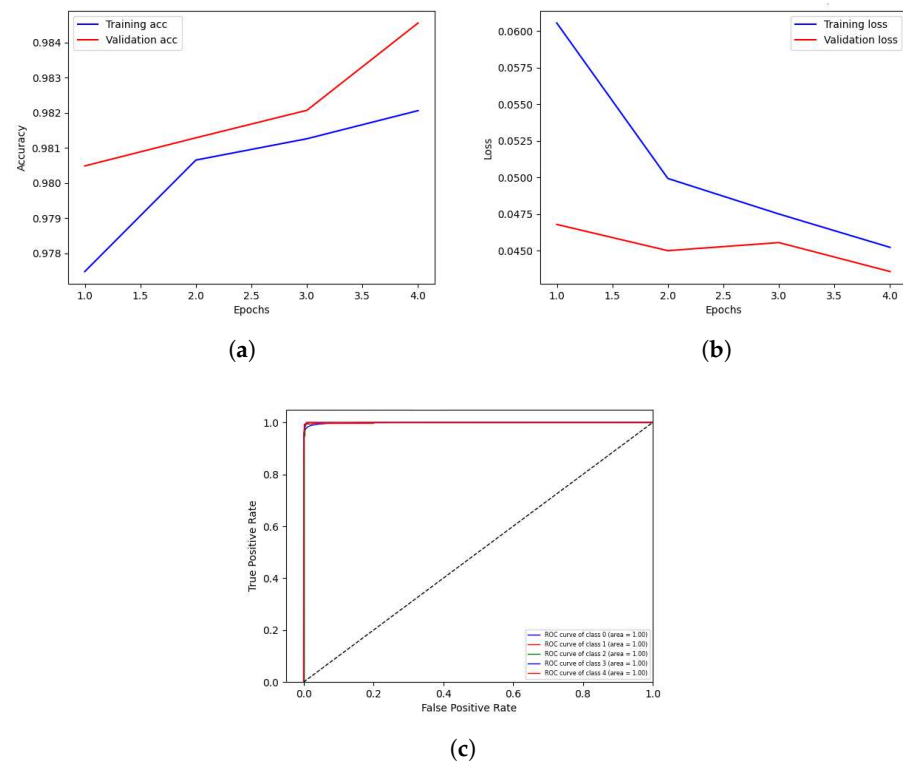 Training acc
Validation acc
0.984
0.983
0.982
0.981
0.980
0.979
0.978
Accuracy
1.0 1.5 2.0 2.5 3.0 3.5 4.0
Epochs
(a)
Training loss
Validation loss
0.0600
0.0575
0.0550
0.0525
0.0500
0.0475
0.0450
Loss
1.0 1.5 2.0 2.5 3.0 3.5 4.0
Epochs
(b)
1.0
0.8
0.6
0.4
0.2
0.0
True Positive Rate
ROC curve of class 0 (area = 1.00)
ROC curve of class 1 (area = 1.00)
ROC curve of class 2 (area = 1.00)
ROC curve of class 3 (area = 1.00)
ROC curve of class 4 (area = 1.00)
0.0 0.2 0.4 0.6 0.8 1.0
False Positive Rate
(c)